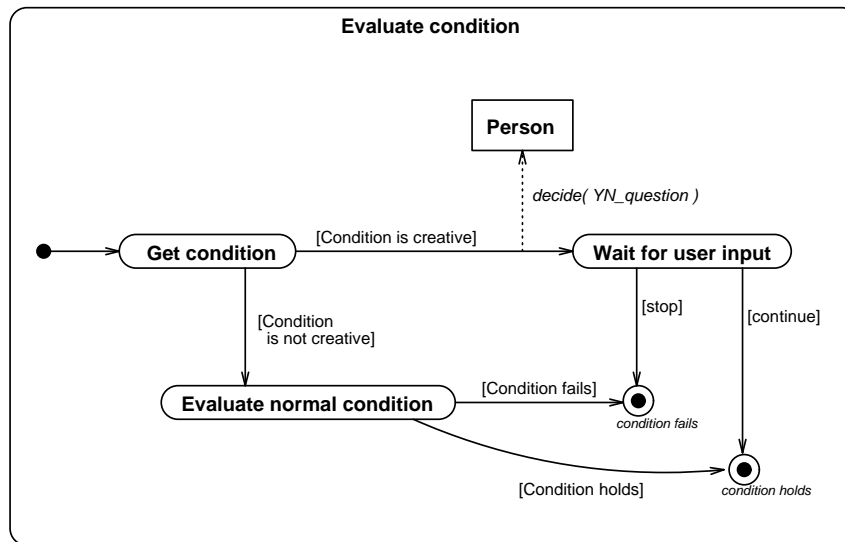 Evaluate condition
Person
decide( YN_question )
[Condition is creative]
Get condition
Wait for user input
[stop]
[continue]
[Condition
is not creative]
[Condition fails]
Evaluate normal condition
condition fails
[Condition holds]
condition holds